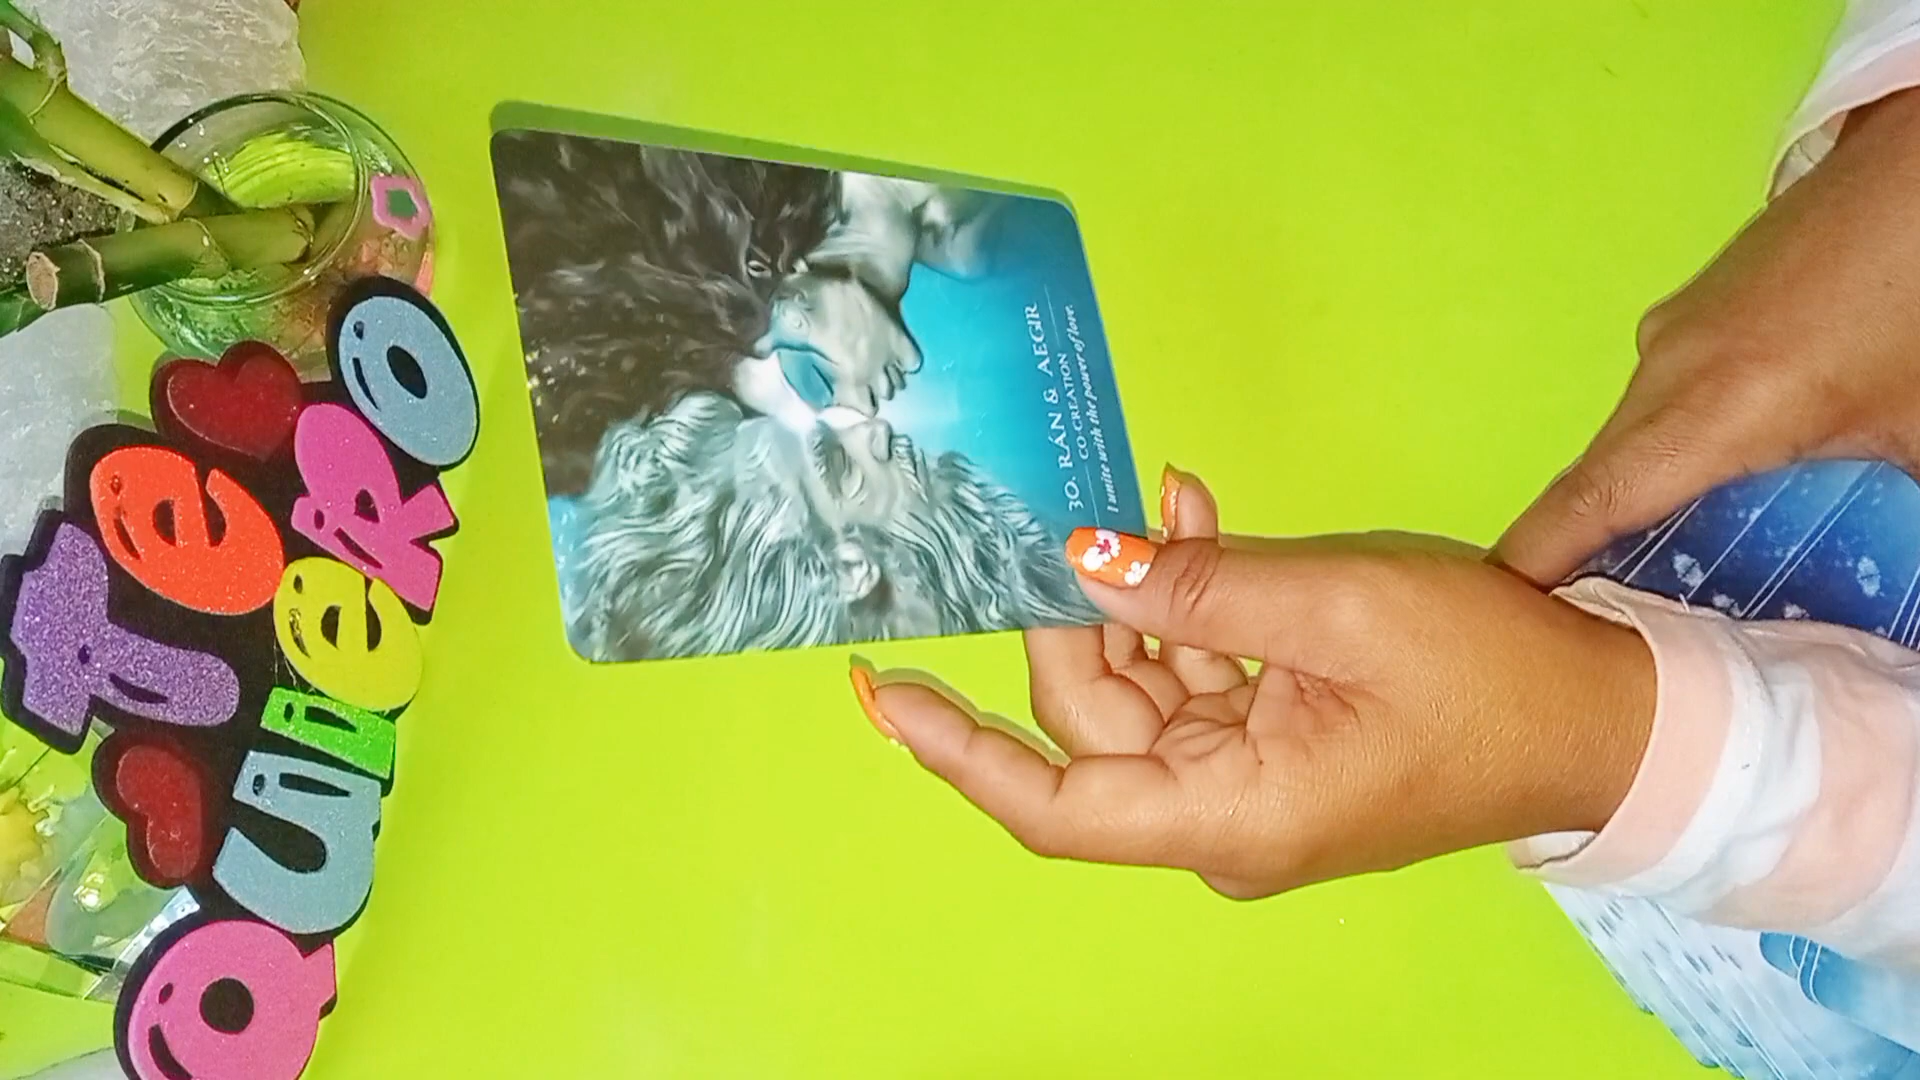 Te
QUieRO
30. RÁN & AEGIR
CO-CREATION
I unite with the power of love.